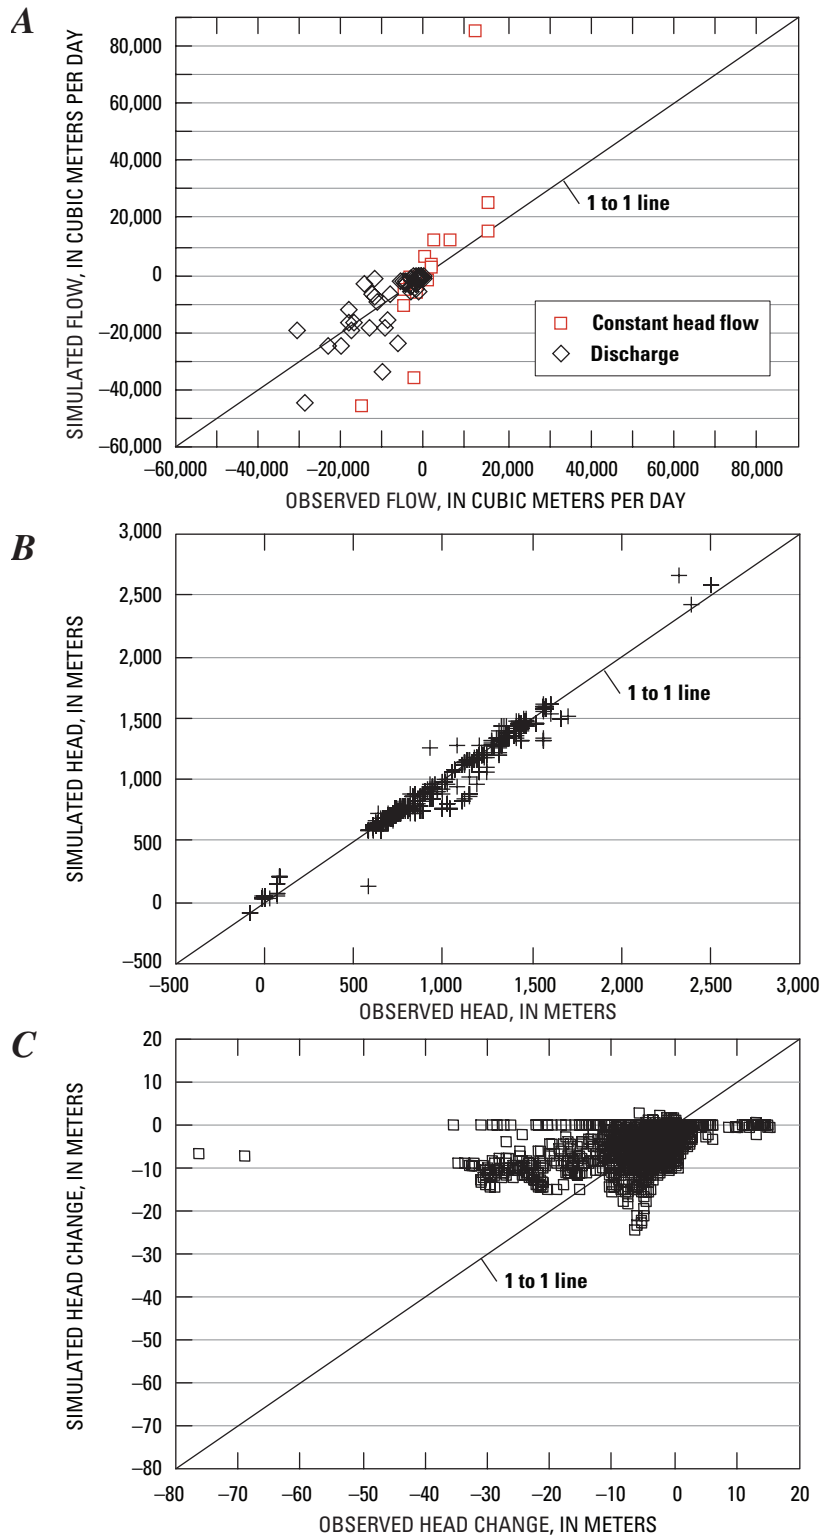 A
SIMULATED FLOW, IN CUBIC METERS PER DAY
80,000
60,000
40,000
20,000
0
–20,000
–40,000
–60,000
1 to 1 line
Constant head flow
Discharge
–60,000 –40,000 –20,000 0 20,000 40,000 60,000 80,000
OBSERVED FLOW, IN CUBIC METERS PER DAY
B
SIMULATED HEAD, IN METERS
3,000
2,500
2,000
1,500
1,000
500
0
–500
1 to 1 line
–500 0 500 1,000 1,500 2,000 2,500 3,000
OBSERVED HEAD, IN METERS
C
SIMULATED HEAD CHANGE, IN METERS
20
10
0
–10
–20
–30
–40
–50
–60
–70
–80
1 to 1 line
–80 –70 –60 –50 –40 –30 –20 –10 0 10 20
OBSERVED HEAD CHANGE, IN METERS